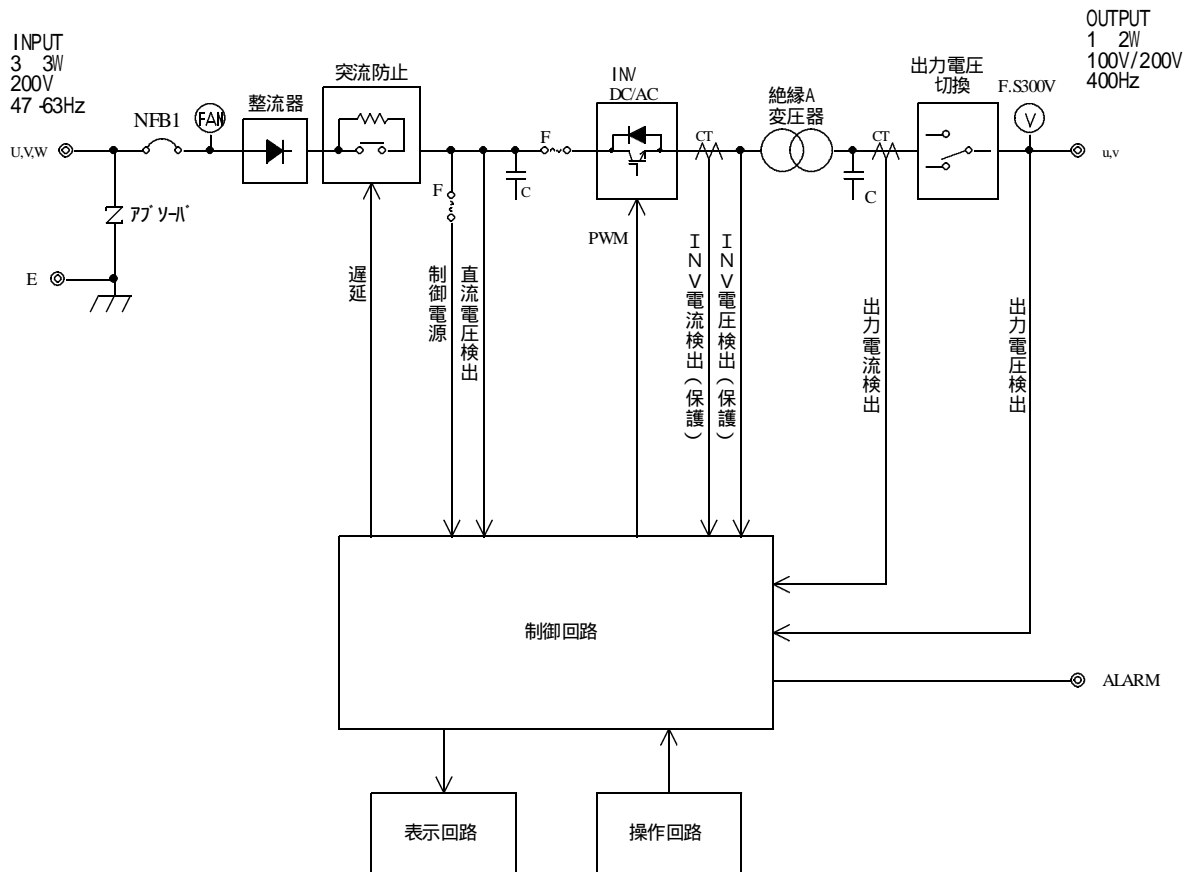 INPUT
3 3W
200V
47-63Hz
U,V,W
NFB1
FAN
整流器
突流防止
F
F
C
INV
DC/AC
CT
絶縁A
変圧器
C
CT
出力電圧
切換
F.S300V
V
OUTPUT
1 2W
100V/200V
400Hz
u,v
アブソーバ
E
遅延
制御電源
直流電圧検出
PWM
INV電流検出(保護)
INV電圧検出(保護)
出力電流検出
出力電圧検出
制御回路
ALARM
表示回路
操作回路